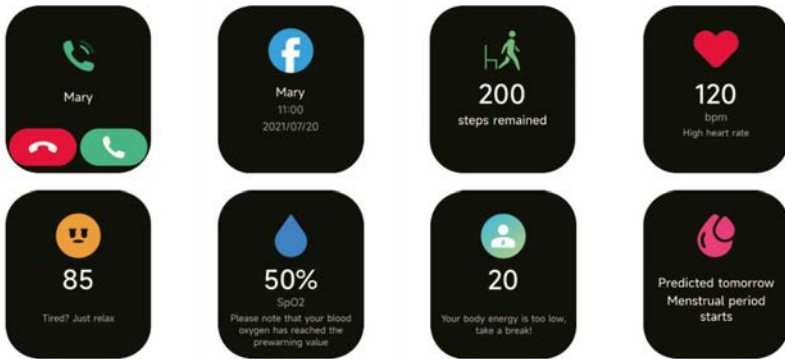 Mary
Mary
11:00
2021/07/20
200
steps remained
120
bpm
High heart rate
85
Tired? Just relax
50%
SpO2
Please note that your blood
oxygen has reached the
prewarning value
20
Your body energy is too low,
take a break!
Predicted tomorrow
Menstrual period
starts